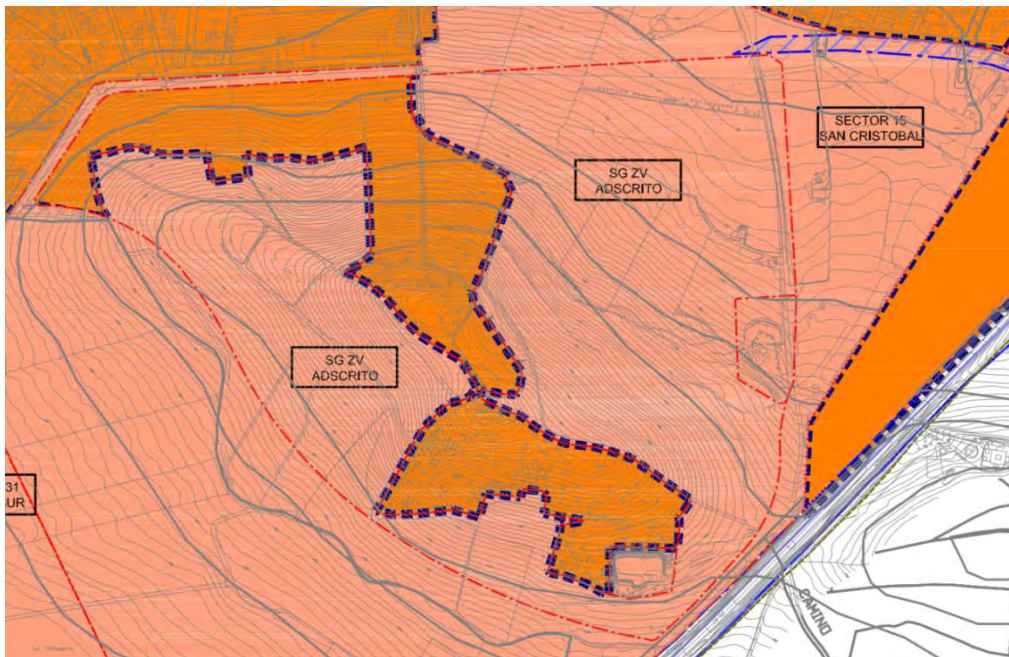 SECTOR 15
SAN CRISTOBAL
SG ZV
ADSCRITO
SG ZV
ADSCRITO
31
UR
CAMINO